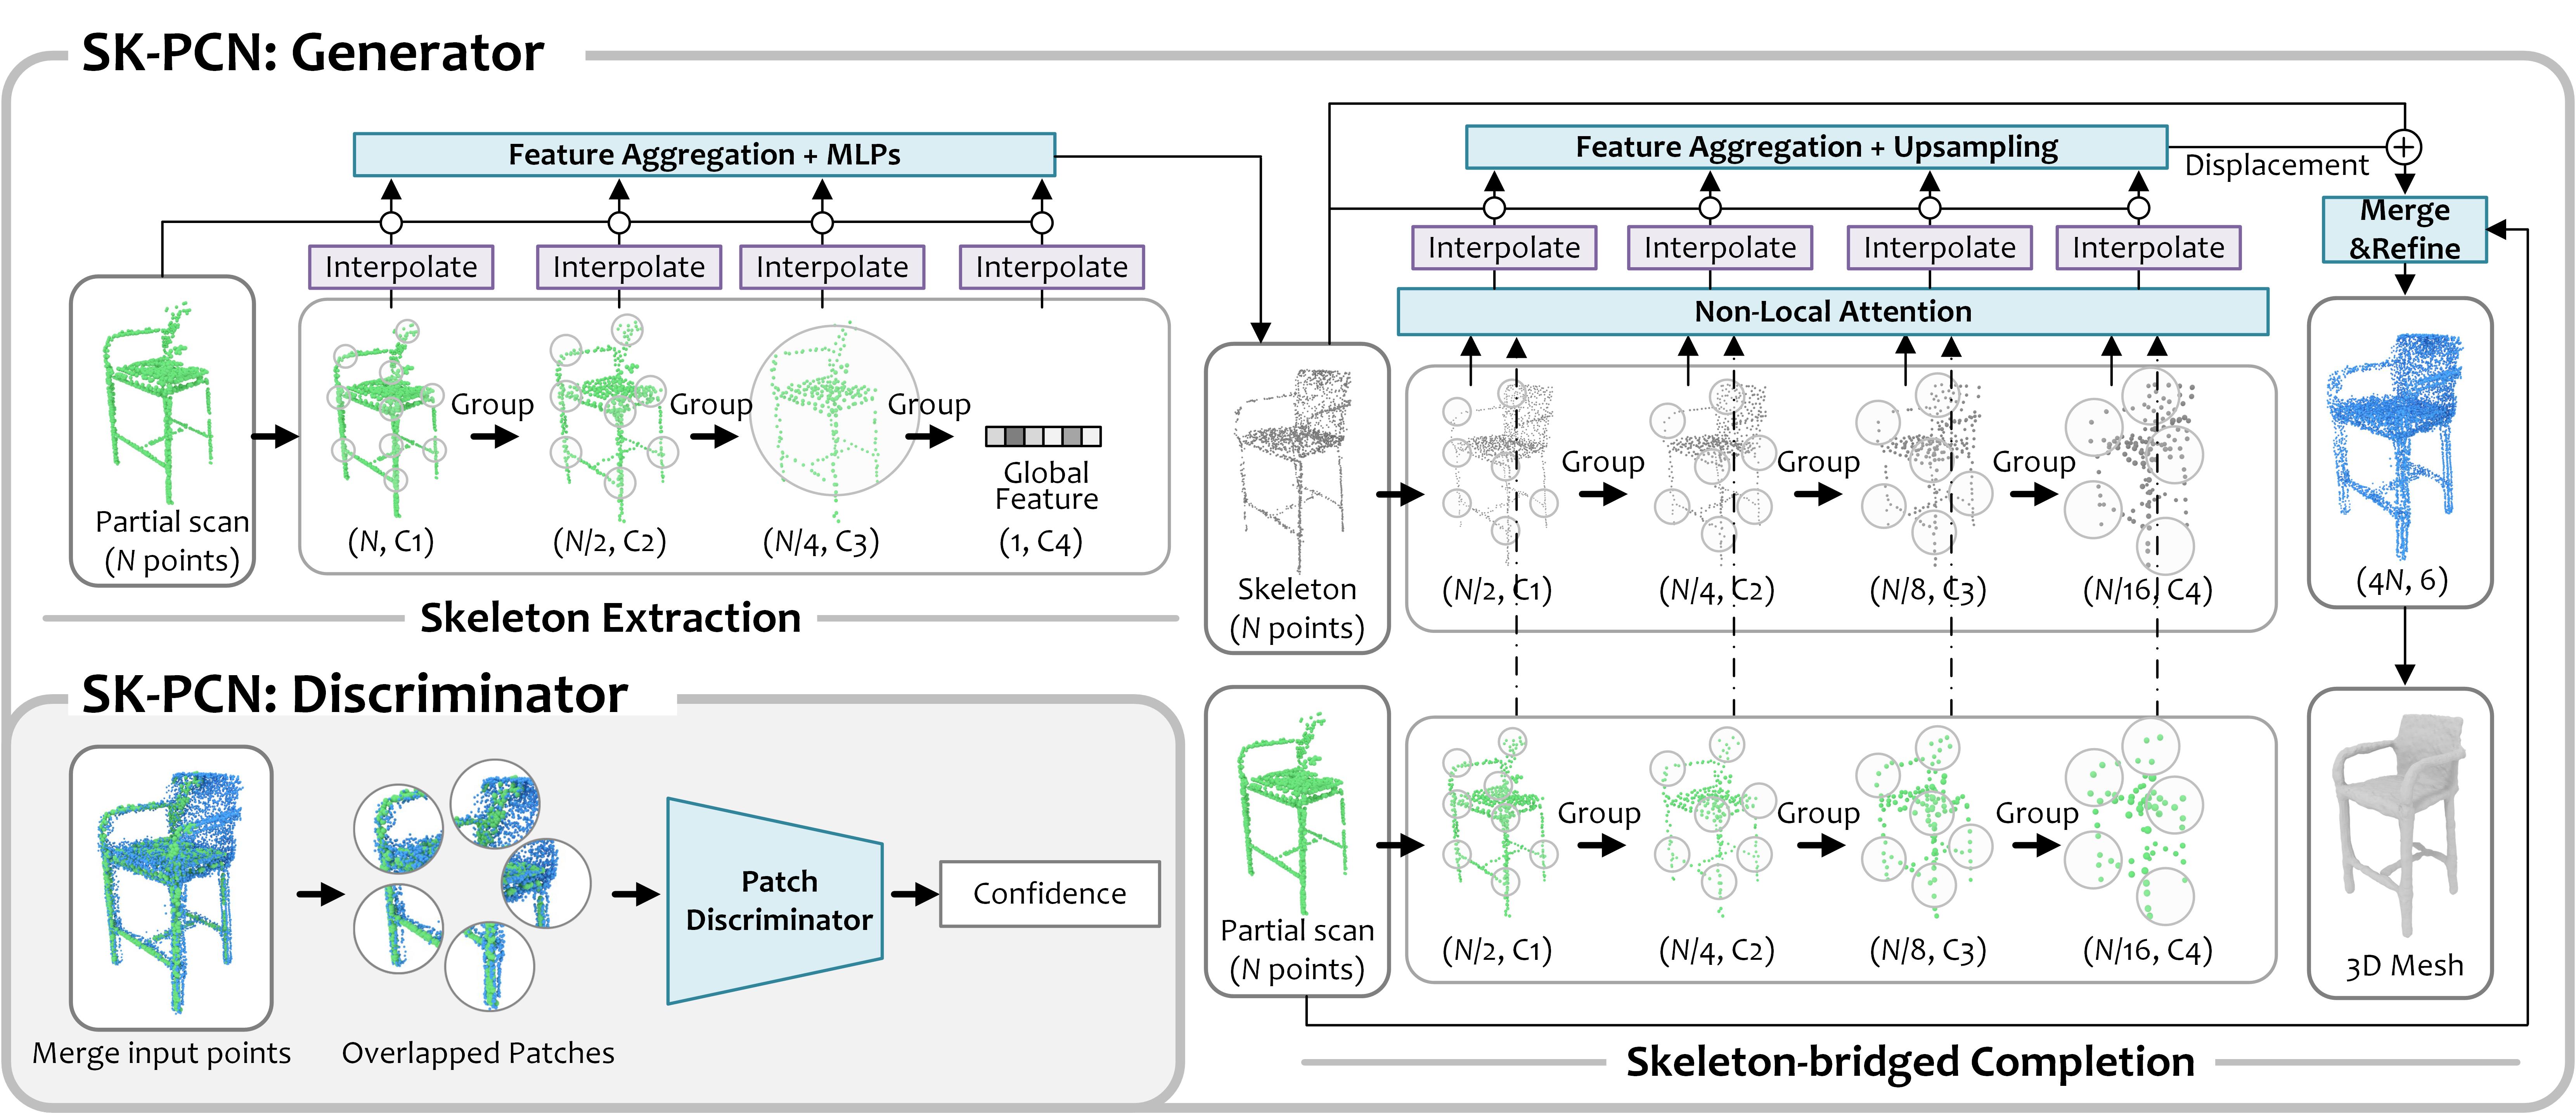 SK-PCN: Generator
Feature Aggregation + MLPs
Interpolate
Interpolate
Interpolate
Interpolate
Partial scan
(N points)
Group
Group
Group
Global
Feature
(N, C1)
(N/2, C2)
(N/4, C3)
(1, C4)
Skeleton Extraction
Feature Aggregation + Upsampling
Displacement
Interpolate
Interpolate
Interpolate
Interpolate
Non-Local Attention
Merge
&Refine
Skeleton
(N points)
Group
Group
Group
(N/2, C1)
(N/4, C2)
(N/8, C3)
(N/16, C4)
(4N, 6)
Partial scan
(N points)
Group
Group
Group
(N/2, C1)
(N/4, C2)
(N/8, C3)
(N/16, C4)
3D Mesh
Skeleton-bridged Completion
SK-PCN: Discriminator
Merge input points
Overlapped Patches
Patch
Discriminator
Confidence